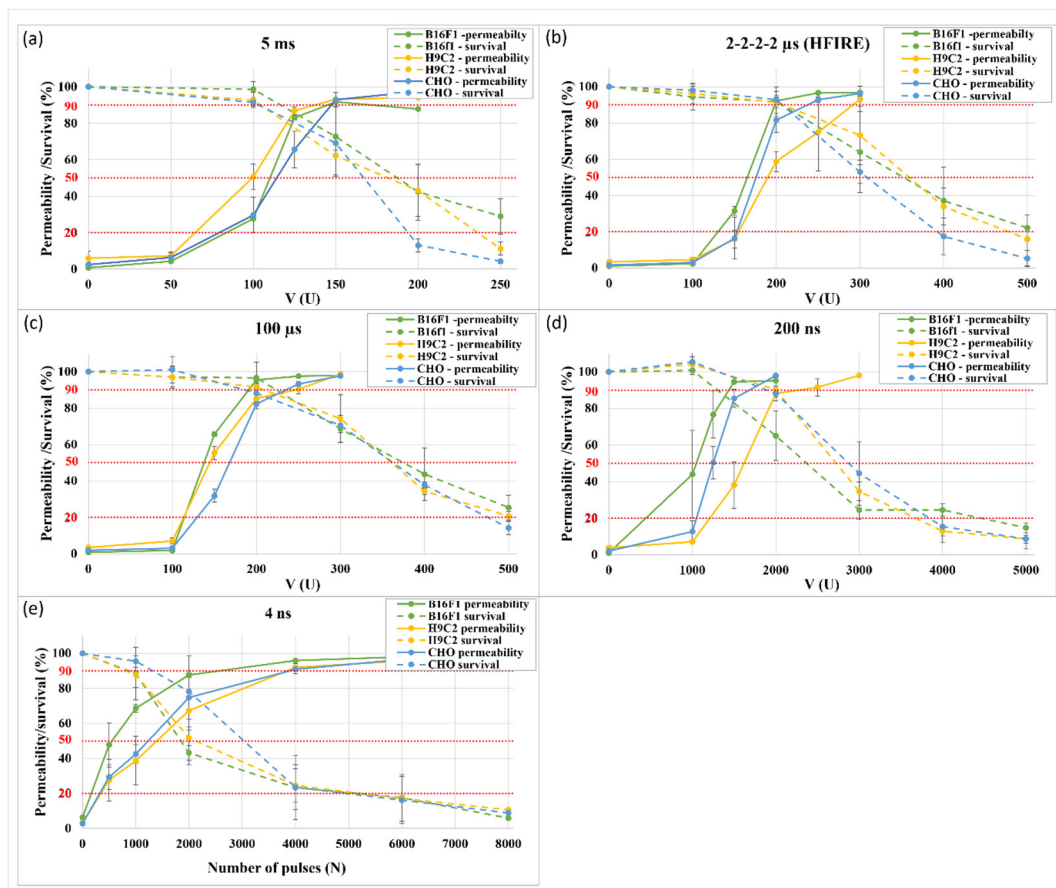 (a)
5 ms
B16F1 -permeabilty
B16f1 - survival
H9C2 - permeability
H9C2 - survival
CHO - permeability
CHO - survival
Permeability /Survival (%)
100
90
80
60
50
40
20
0
0 50 100 150 200 250
V (U)
(b)
2-2-2-2 µs (HFIRE)
B16F1 -permeabilty
B16f1 - survival
H9C2 - permeability
H9C2 - survival
CHO - permeability
CHO - survival
Permeability /Survival (%)
100
90
80
60
50
40
20
0
0 100 200 300 400 500
V (U)
(c)
100 µs
B16F1 -permeabilty
B16f1 - survival
H9C2 - permeability
H9C2 - survival
CHO - permeability
CHO - survival
Permeability /Survival (%)
100
90
80
60
50
40
20
0
0 100 200 300 400 500
V (U)
(d)
200 ns
B16F1 -permeabilty
B16f1 - survival
H9C2 - permeability
H9C2 - survival
CHO - permeability
CHO - survival
Permeability /Survival (%)
100
90
80
60
50
40
20
0
0 1000 2000 3000 4000 5000
V (U)
(e)
4 ns
B16F1 permeability
B16F1 survival
H9C2 permeability
H9C2 survival
CHO permeability
CHO survival
Permeability/survival (%)
100
90
80
60
50
40
20
0
0 1000 2000 3000 4000 5000 6000 7000 8000
Number of pulses (N)